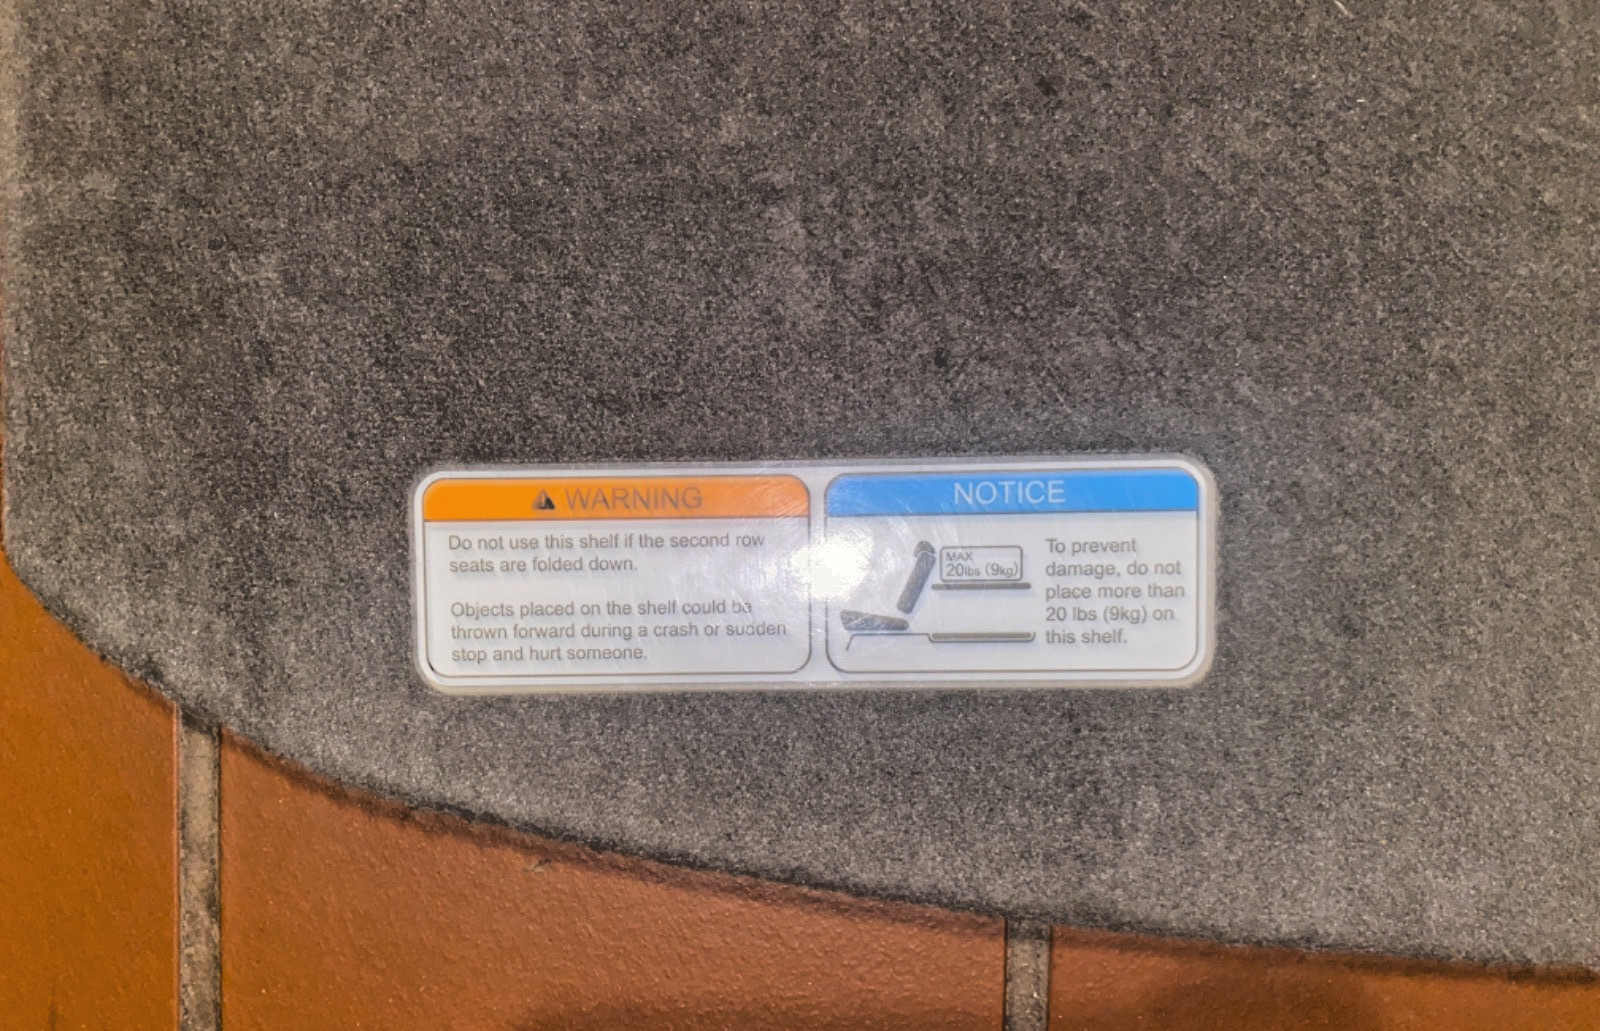 WARNING
Do not use this shelf if the second row
seats are folded down.
Objects placed on the shelf could be
thrown forward during a crash or sudden
stop and hurt someone.
NOTICE
MAX
20lbs (9kg)
To prevent
damage, do not
place more than
20 lbs (9kg) on
this shelf.